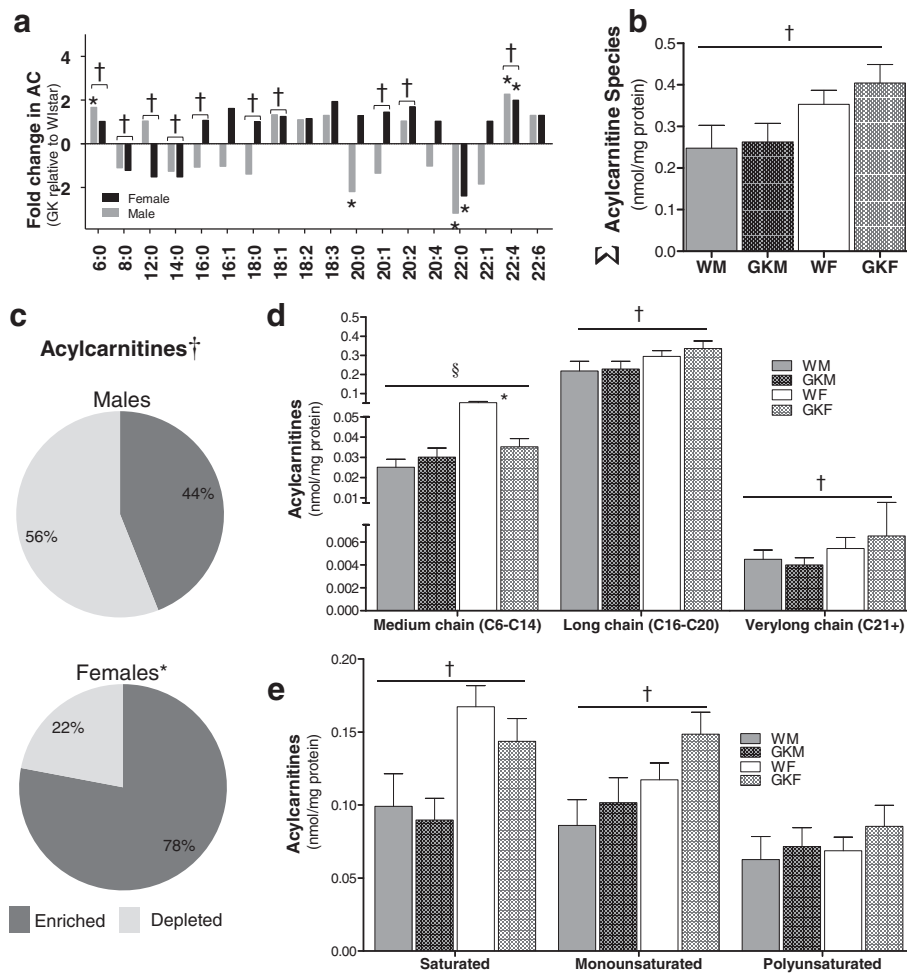 a
Fold change in AC
(GK relative to WIstar)
4
2
0
-2
* † † † † * † † † * † † * * † * *
Female
Male
6:0 8:0 12:0 14:0 16:0 16:1 18:0 18:1 18:2 18:3 20:0 20:1 20:2 20:4 22:0 22:1 22:4 22:6
b
Σ Acylcarnitine Species
(nmol/mg protein)
†
0.5
0.4
0.3
0.2
0.1
0.0
WM GKM WF GKF
c
Acylcarnitines†
Males
44%
56%
Females*
22%
78%
Enriched Depleted
d
Acylcarnitines
(nmol/mg protein)
0.5
0.4
0.3
0.2
0.1
0.05
0.04
0.03
0.02
0.01
0.006
0.004
0.002
0.000
§ * † †
WM
GKM
WF
GKF
Medium chain (C6-C14) Long chain (C16-C20) Verylong chain (C21+)
e
Acylcarnitines
(nmol/mg protein)
0.20
0.15
0.10
0.05
0.00
† †
WM
GKM
WF
GKF
Saturated Monounsaturated Polyunsaturated